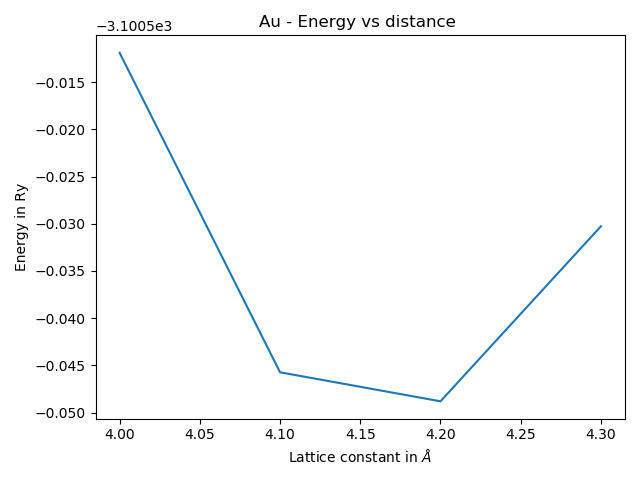 Au - Energy vs distance
−3.1005e3
−0.015
−0.020
−0.025
−0.030
−0.035
−0.040
−0.045
−0.050
Energy in Ry
4.00 4.05 4.10 4.15 4.20 4.25 4.30
Lattice constant in Å